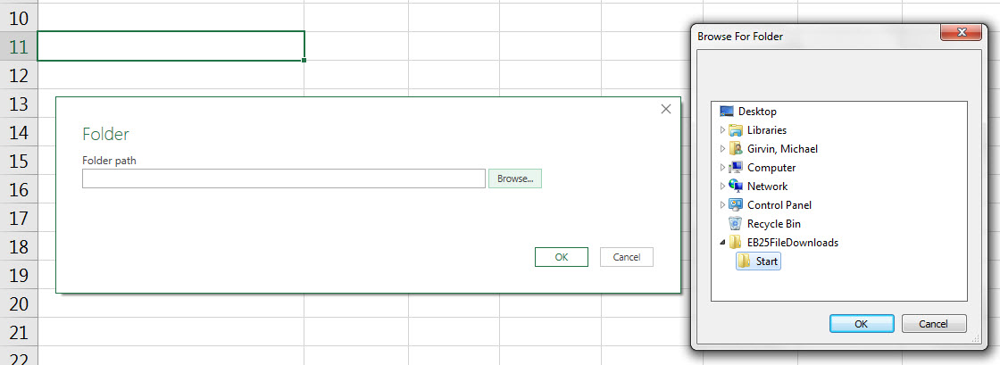 10
11
12
13
14
15
16
17
18
19
20
21
22
Folder
Folder path
Browse...
OK
Cancel
Browse For Folder
Desktop
Libraries
Girvin, Michael
Computer
Network
Control Panel
Recycle Bin
EB25FileDownloads
Start
OK
Cancel